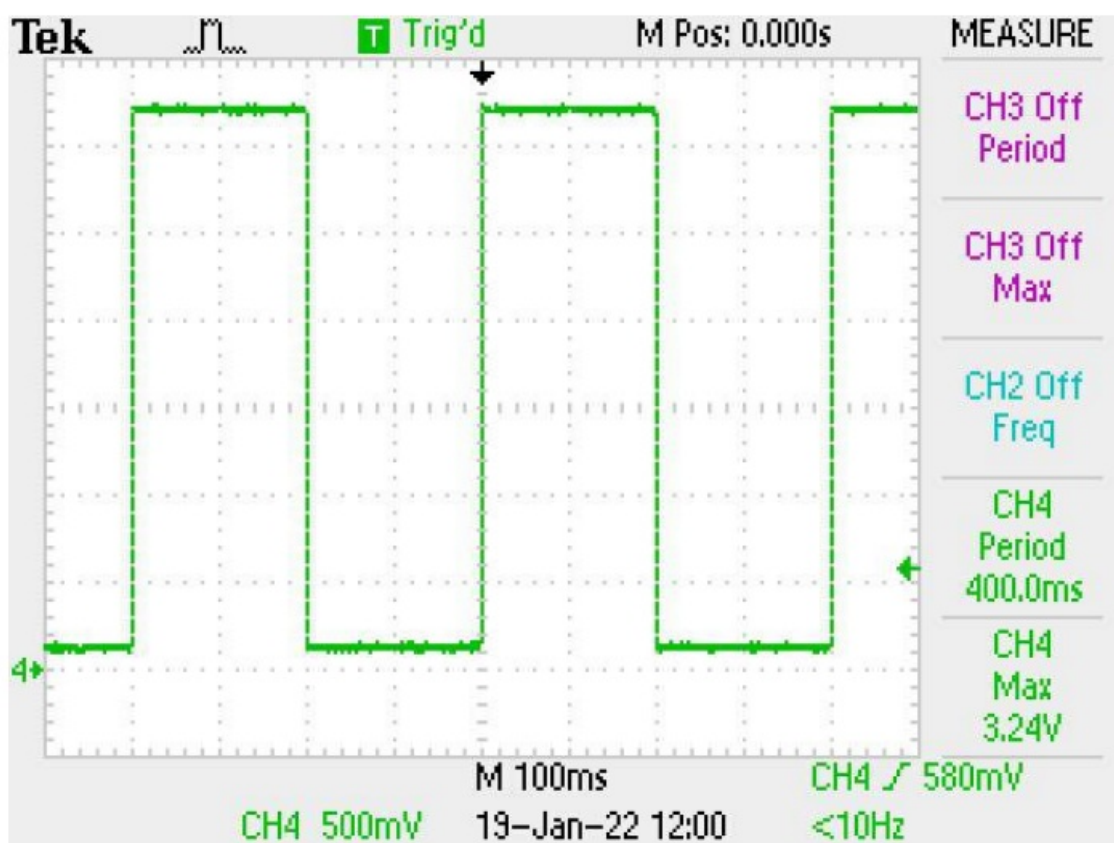 Tek T Trig'd M Pos: 0.000s MEASURE
CH3 Off
Period
CH3 Off
Max
CH2 Off
Freq
CH4
Period
400.0ms
CH4
Max
3.24V
4
M 100ms CH4 580mV
CH4 500mV 19-Jan-22 12:00 <10Hz